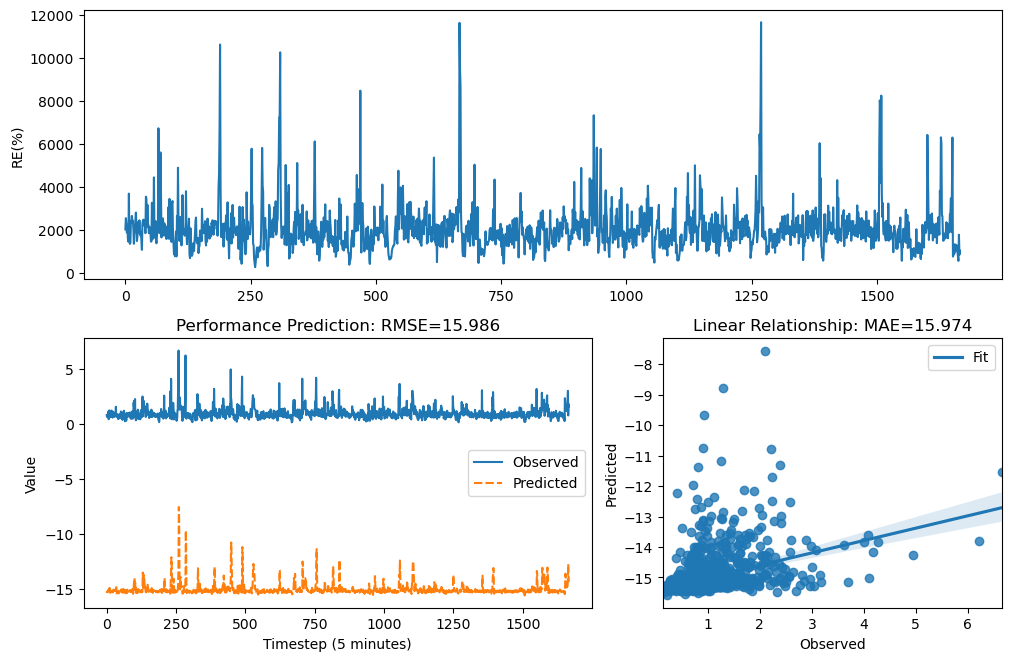 RE(%)
12000
10000
8000
6000
4000
2000
0
0 250 500 750 1000 1250 1500
Performance Prediction: RMSE=15.986
Value
5
0
−5
−10
−15
Observed
Predicted
0 250 500 750 1000 1250 1500
Timestep (5 minutes)
Linear Relationship: MAE=15.974
Predicted
−8
−9
−10
−11
−12
−13
−14
−15
Fit
1 2 3 4 5 6
Observed